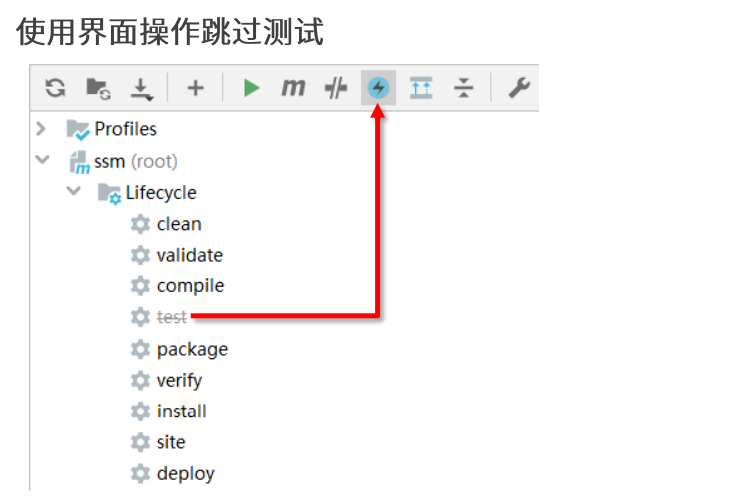 使用界面操作跳过测试
m
Profiles
ssm (root)
Lifecycle
clean
validate
compile
test
package
verify
install
site
deploy